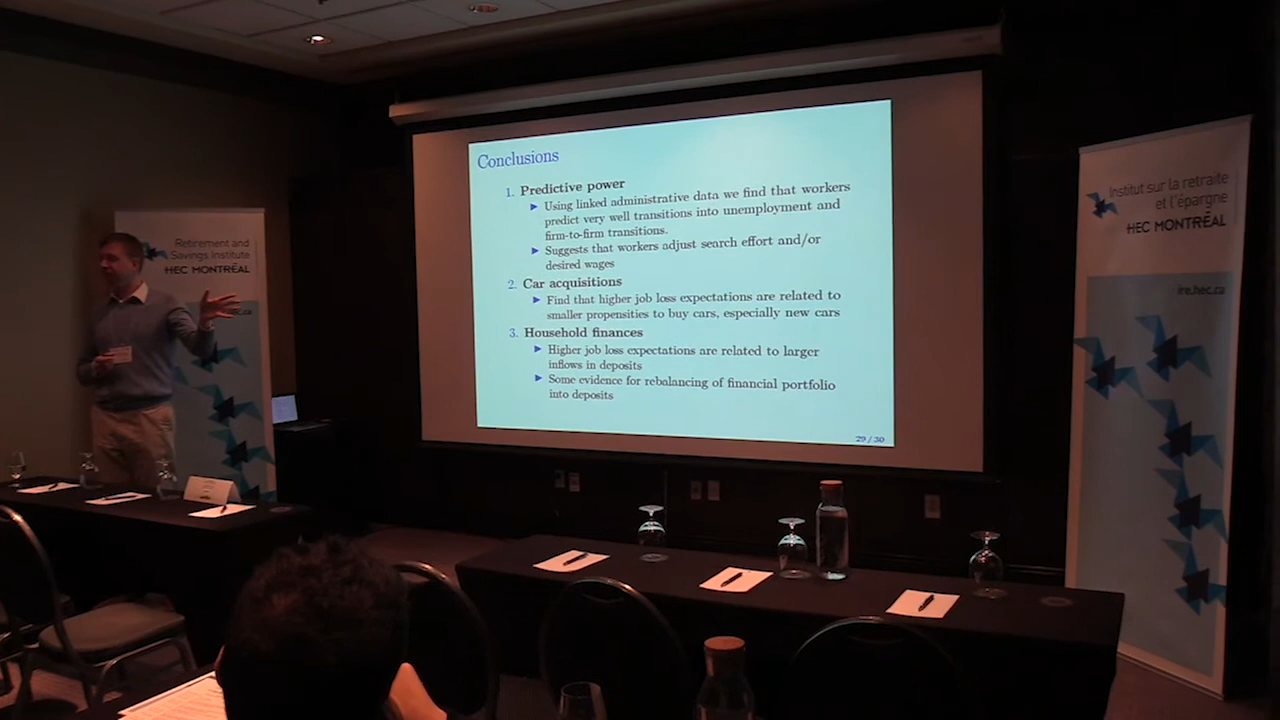 Conclusions
1. Predictive power
▶ Using linked administrative data we find that workers
predict very well transitions into unemployment and
firm-to-firm transitions.
▶ Suggests that workers adjust search effort and/or
desired wages
2. Car acquisitions
▶ Find that higher job loss expectations are related to
smaller propensities to buy cars, especially new cars
3. Household finances
▶ Higher job loss expectations are related to larger
inflows in deposits
▶ Some evidence for rebalancing of financial portfolio
into deposits
29 / 30
Retirement and
Savings Institute
HEC MONTRÉAL
.ca
Institut sur la retraite
et l'épargne
HEC MONTRÉAL
ire.hec.ca